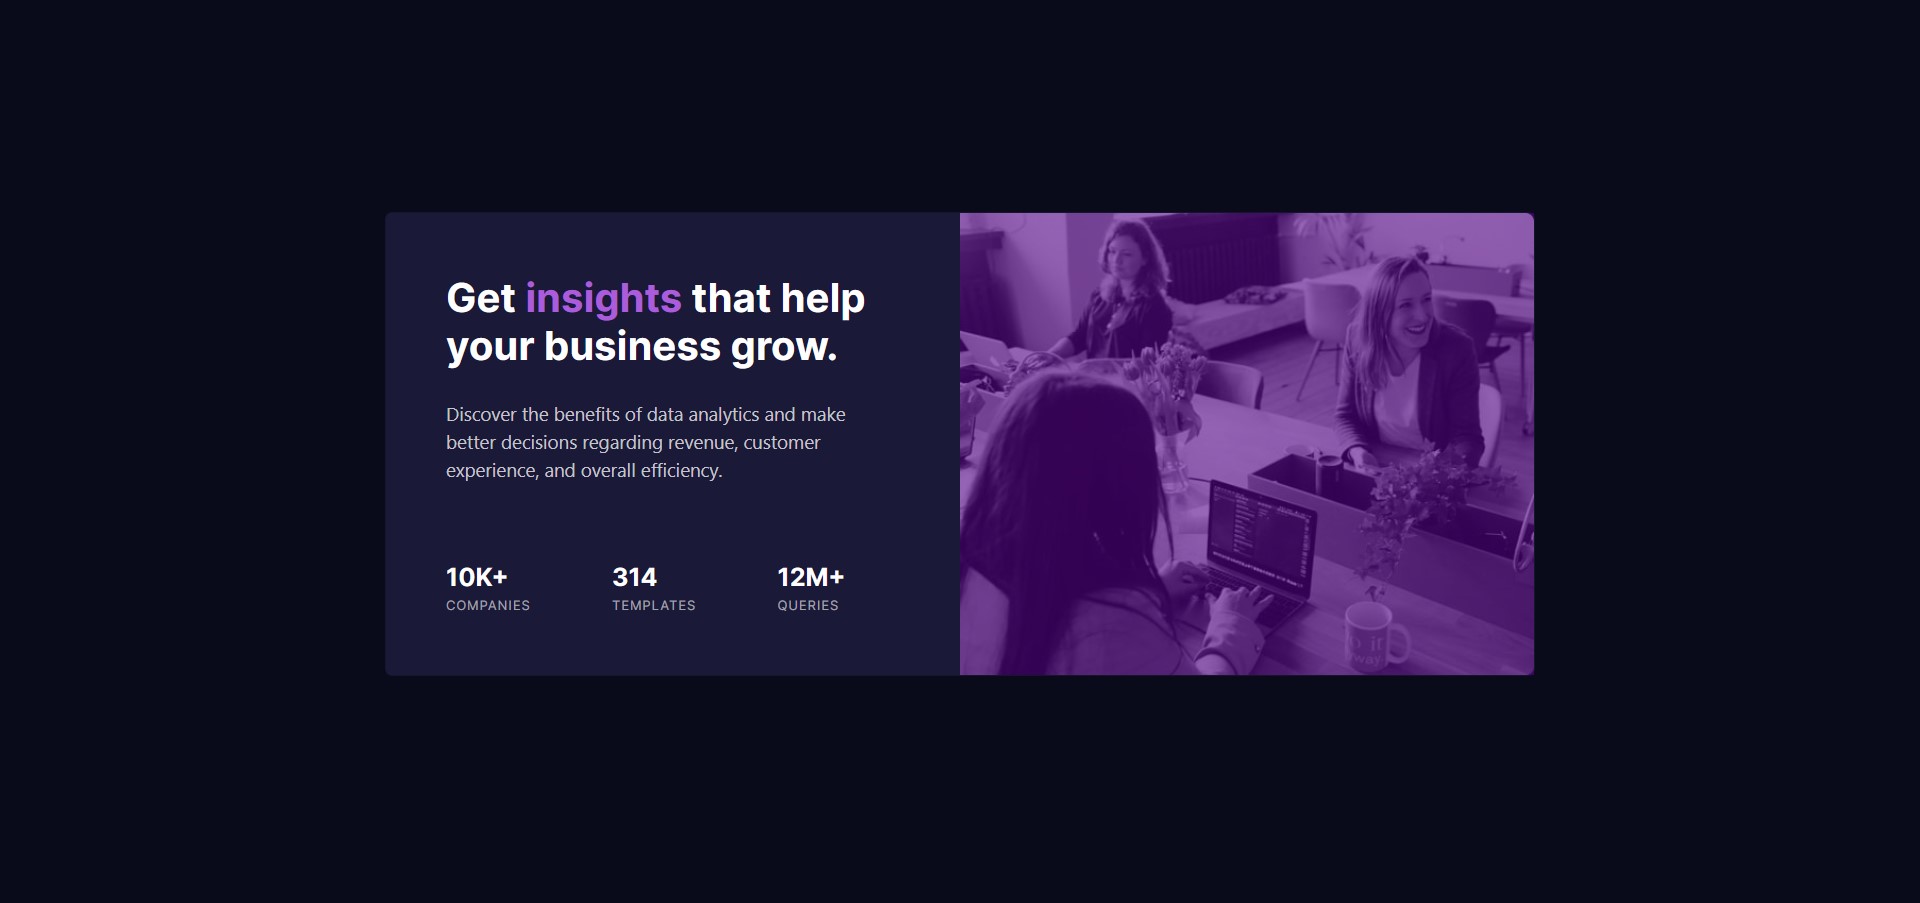 Get insights that help
your business grow.
Discover the benefits of data analytics and make
better decisions regarding revenue, customer
experience, and overall efficiency.
10K+ 314 12M+
COMPANIES TEMPLATES QUERIES